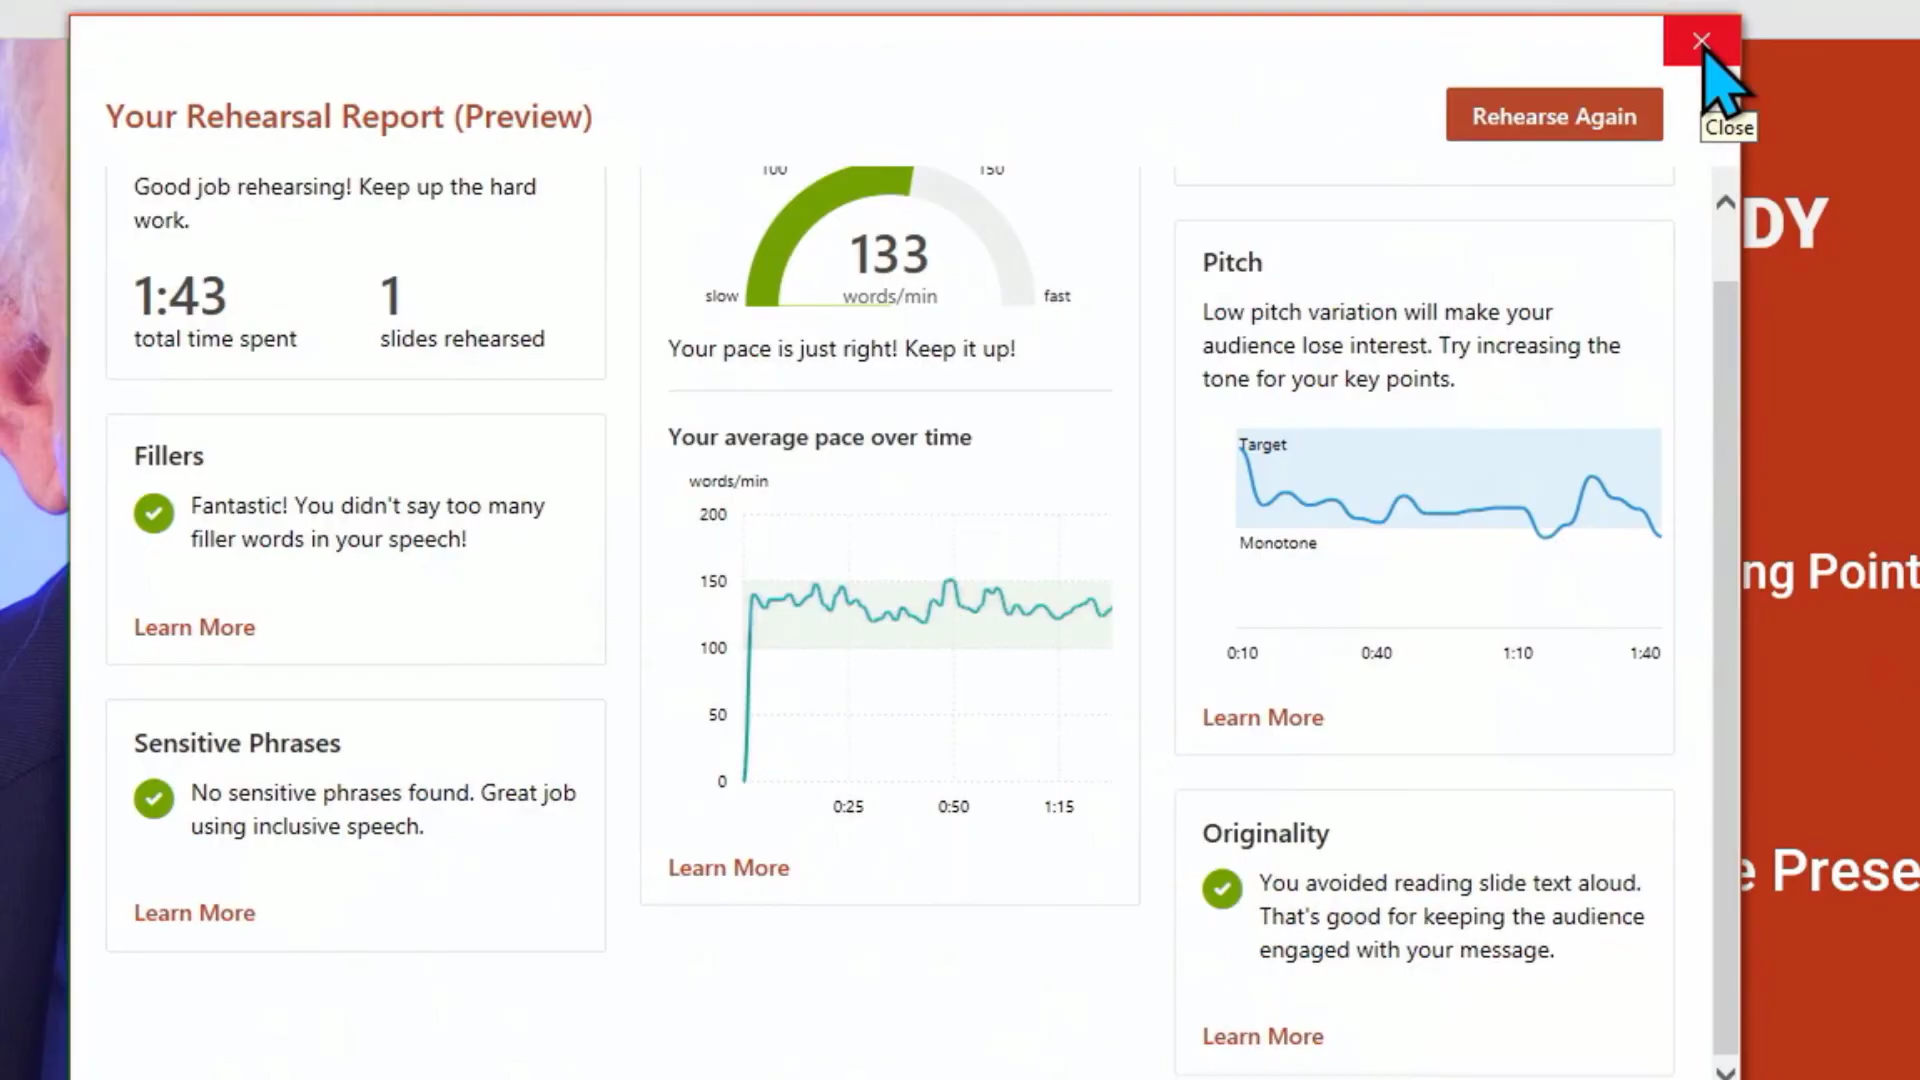 Close
Your Rehearsal Report (Preview)
Rehearse Again
Good job rehearsing! Keep up the hard
work.
1:43
total time spent
1
slides rehearsed
Fillers
Fantastic! You didn't say too many
filler words in your speech!
Learn More
Sensitive Phrases
No sensitive phrases found. Great job
using inclusive speech.
Learn More
100
150
133
words/min
slow
fast
Your pace is just right! Keep it up!
Your average pace over time
words/min
200
150
100
50
0
0:25
0:50
1:15
Learn More
Pitch
Low pitch variation will make your
audience lose interest. Try increasing the
tone for your key points.
Target
Monotone
0:10
0:40
1:10
1:40
Learn More
Originality
You avoided reading slide text aloud.
That's good for keeping the audience
engaged with your message.
Learn More
DY
ng Point
e Prese